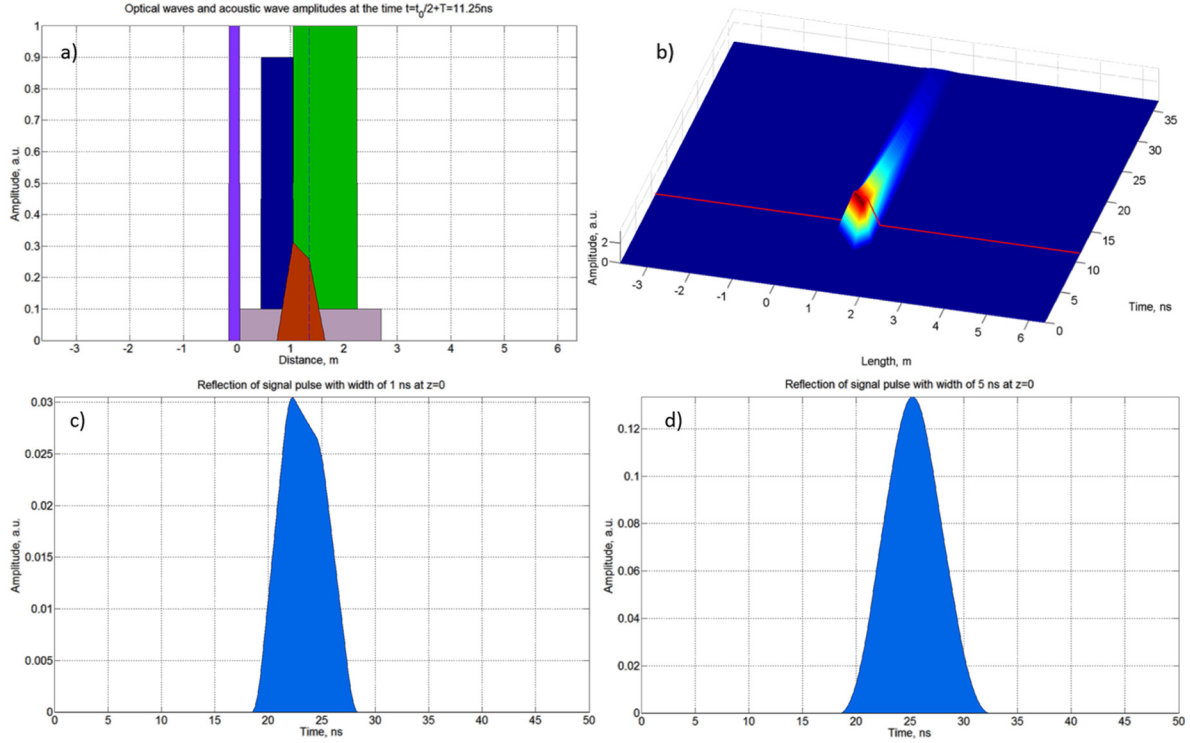 Optical waves and acoustic wave amplitudes at the time t=t0/2+T=11.25ns
a)
Amplitude, a.u.
1
0.9
0.8
0.7
0.6
0.5
0.4
0.3
0.2
0.1
0
-3 -2 -1 0 1 2 3 4 5 6
Distance, m
b)
Amplitude, a.u.
2
0
-3 -2 -1 0 1 2 3 4 5 6
Length, m
0 5 10 15 20 25 30 35
Time, ns
Reflection of signal pulse with width of 1 ns at z=0
c)
Amplitude, a.u.
0.03
0.025
0.02
0.015
0.01
0.005
0
0 5 10 15 20 25 30 35 40 45 50
Time, ns
Reflection of signal pulse with width of 5 ns at z=0
d)
Amplitude, a.u.
0.12
0.1
0.08
0.06
0.04
0.02
0
0 5 10 15 20 25 30 35 40 45 50
Time, ns